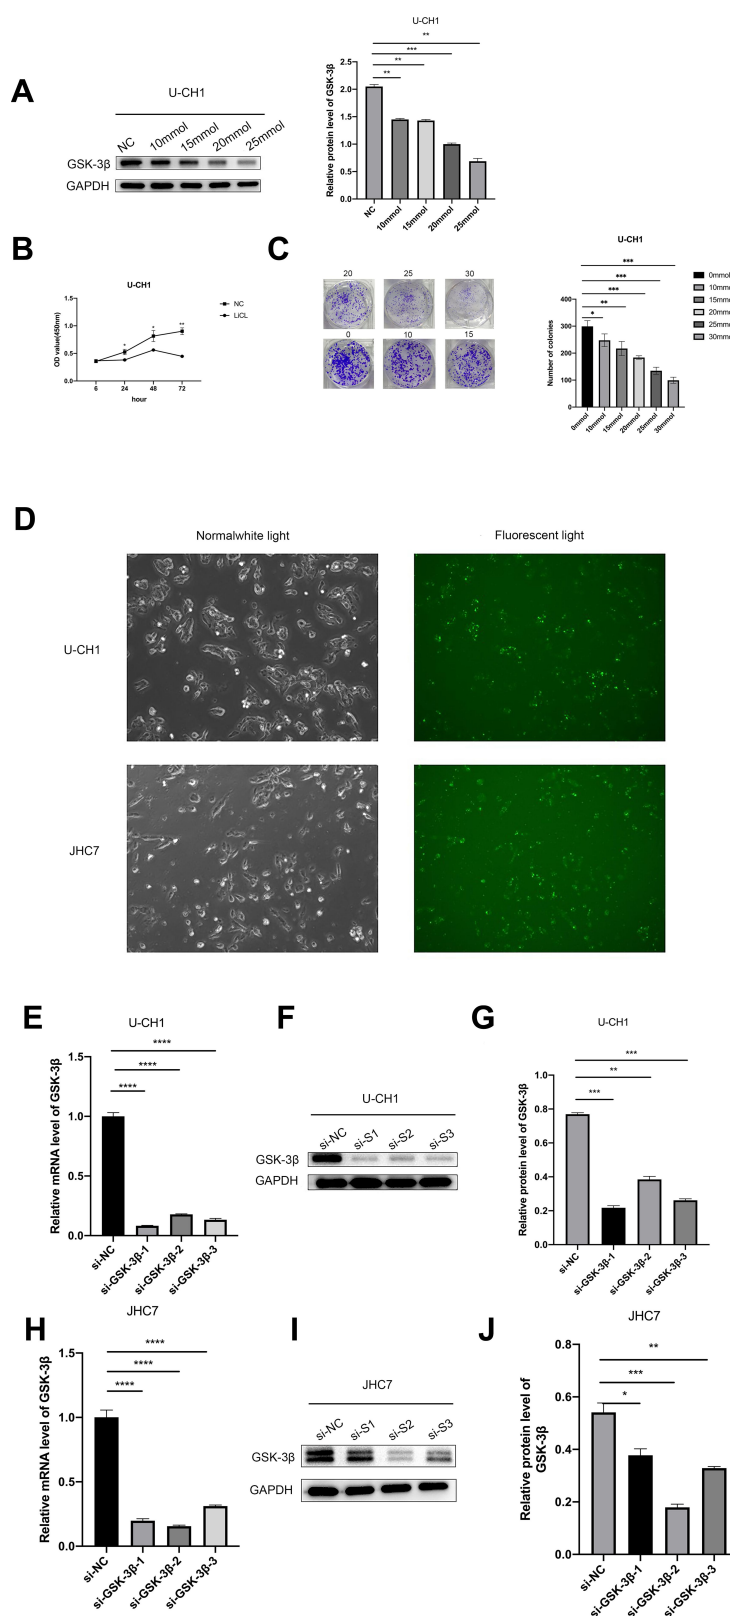 A
U-CH1
NC 10mmol 15mmol 20mmol 25mmol
GSK-3β
GAPDH
U-CH1
**
***
**
**
Relative protein level of GSK-3β
2.5
2.0
1.5
1.0
0.5
0.0
NC 10mmol 15mmol 20mmol 25mmol
B
U-CH1
OD value(450nm)
1.5
1.0
0.5
0.0
* * **
6 24 48 72
hour
NC
LiCL
C
20 25 30
0 10 15
U-CH1
***
***
***
**
*
Number of colonies
400
300
200
100
0
0mmol 10mmol 15mmol 20mmol 25mmol 30mmol
0mmol
10mm
15mm
20mm
25mm
30mm
D
Normalwhite light
Fluorescent light
U-CH1
JHC7
E
U-CH1
****
****
****
Relative mRNA level of GSK-3β
1.5
1.0
0.5
0.0
si-NC si-GSK-3β-1 si-GSK-3β-2 si-GSK-3β-3
F
U-CH1
si-NC si-S1 si-S2 si-S3
GSK-3β
GAPDH
G
U-CH1
***
**
***
Relative protein level of GSK-3β
1.0
0.8
0.6
0.4
0.2
0.0
si-NC si-GSK-3β-1 si-GSK-3β-2 si-GSK-3β-3
H
JHC7
****
****
****
Relative mRNA level of GSK-3β
1.5
1.0
0.5
0.0
si-NC si-GSK-3β-1 si-GSK-3β-2 si-GSK-3β-3
I
JHC7
si-NC si-S1 si-S2 si-S3
GSK-3β
GAPDH
J
JHC7
**
***
*
Relative protein level of
GSK-3β
0.8
0.6
0.4
0.2
0.0
si-NC si-GSK-3β-1 si-GSK-3β-2 si-GSK-3β-3